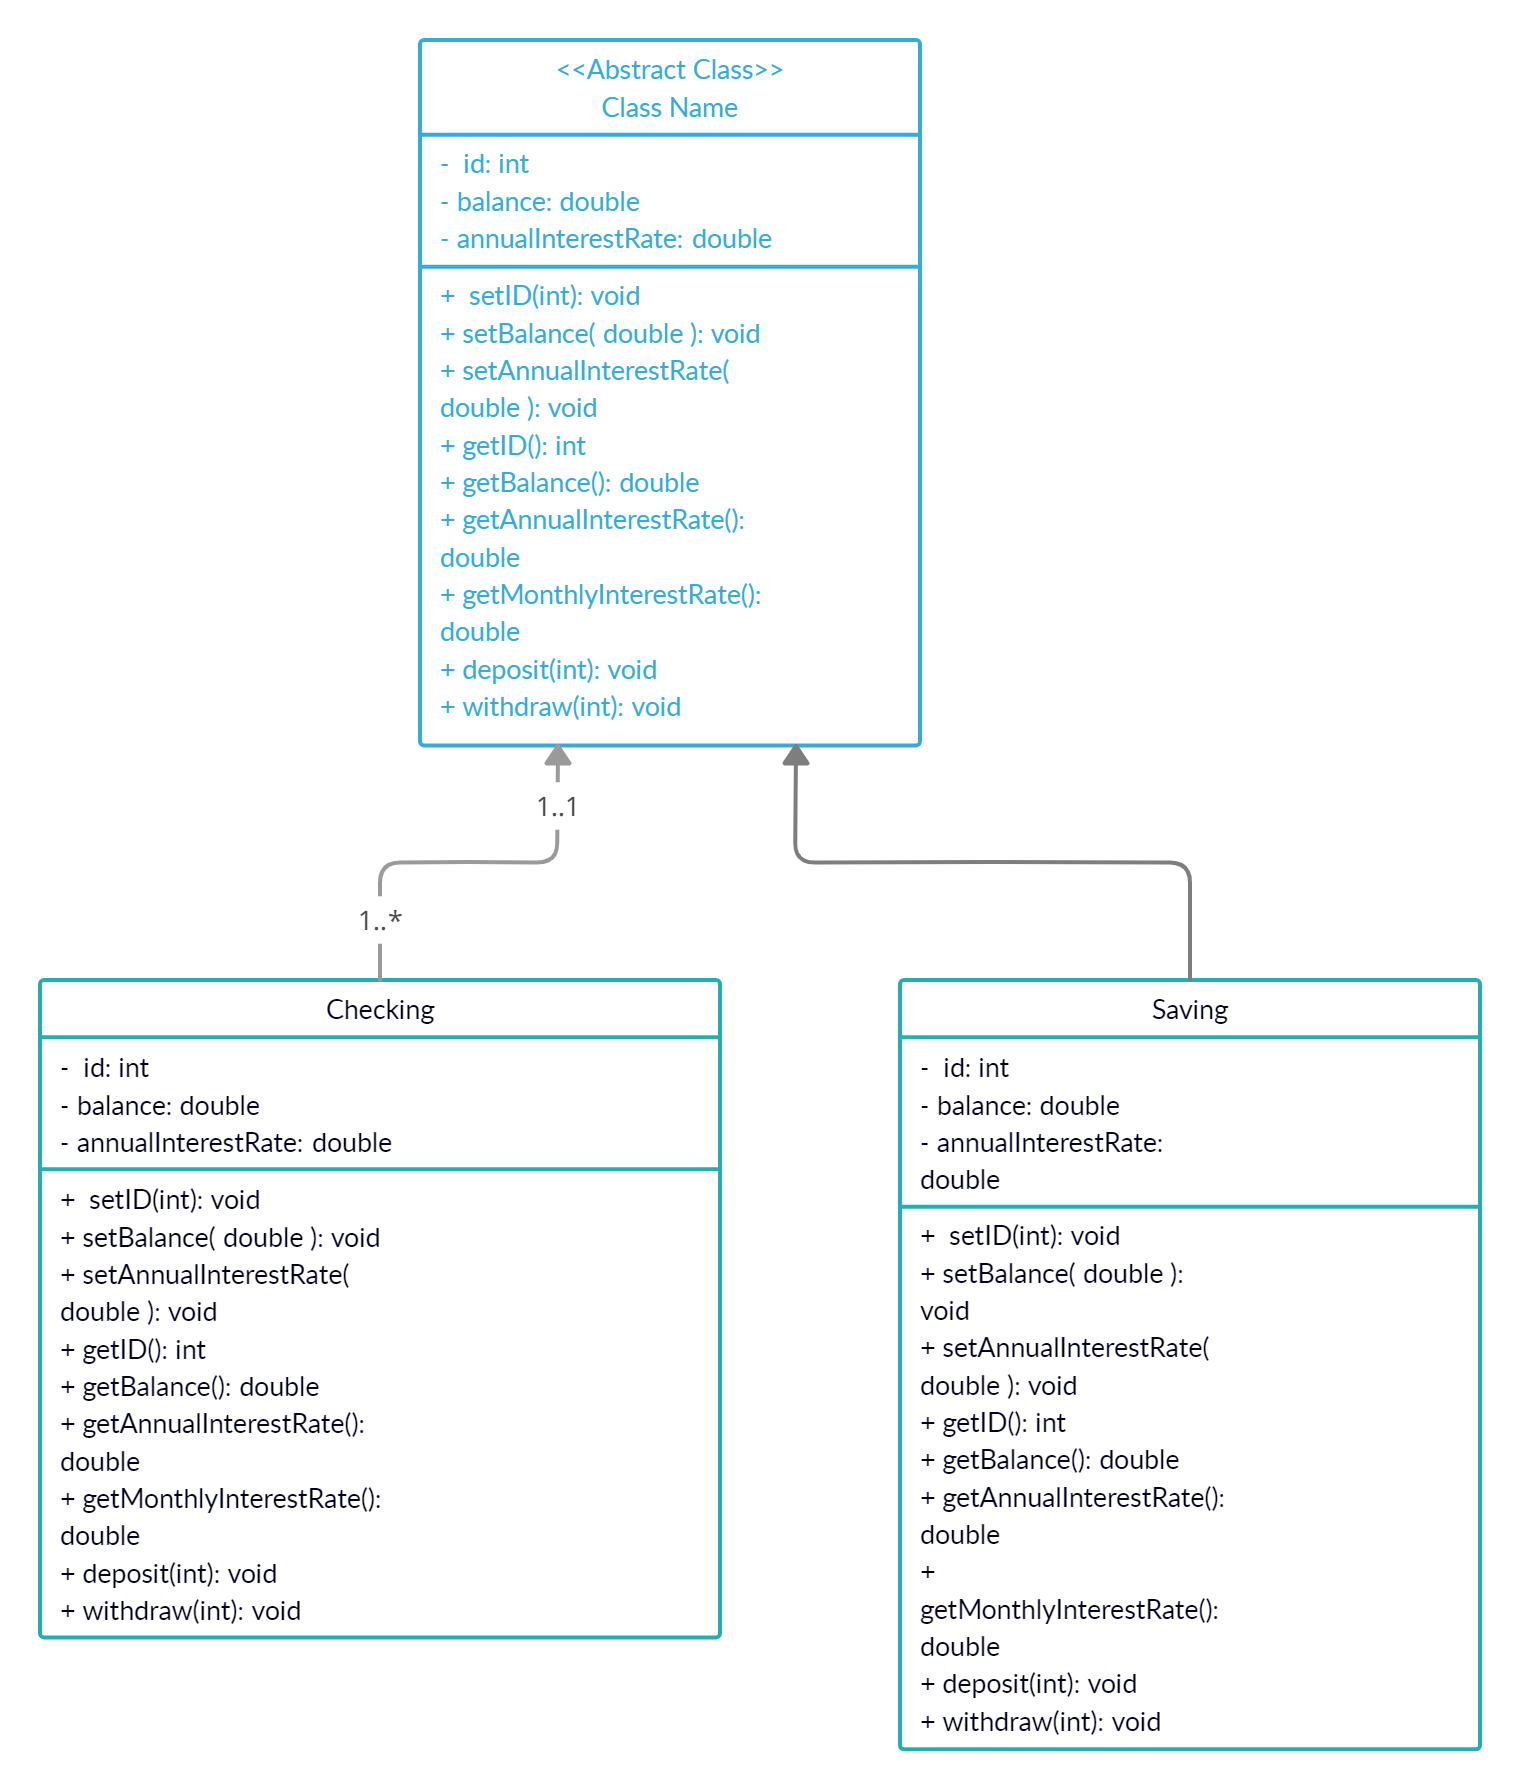 <<Abstract Class>>
Class Name
-  id: int
- balance: double
- annualInterestRate: double
+  setID(int): void
+ setBalance( double ): void
+ setAnnualInterestRate(
double ): void
+ getID(): int
+ getBalance(): double
+ getAnnualInterestRate():
double
+ getMonthlyInterestRate():
double
+ deposit(int): void
+ withdraw(int): void
1..1
1..*
Checking
-  id: int
- balance: double
- annualInterestRate: double
+  setID(int): void
+ setBalance( double ): void
+ setAnnualInterestRate(
double ): void
+ getID(): int
+ getBalance(): double
+ getAnnualInterestRate():
double
+ getMonthlyInterestRate():
double
+ deposit(int): void
+ withdraw(int): void
Saving
-  id: int
- balance: double
- annualInterestRate:
double
+  setID(int): void
+ setBalance( double ):
void
+ setAnnualInterestRate(
double ): void
+ getID(): int
+ getBalance(): double
+ getAnnualInterestRate():
double
+
getMonthlyInterestRate():
double
+ deposit(int): void
+ withdraw(int): void